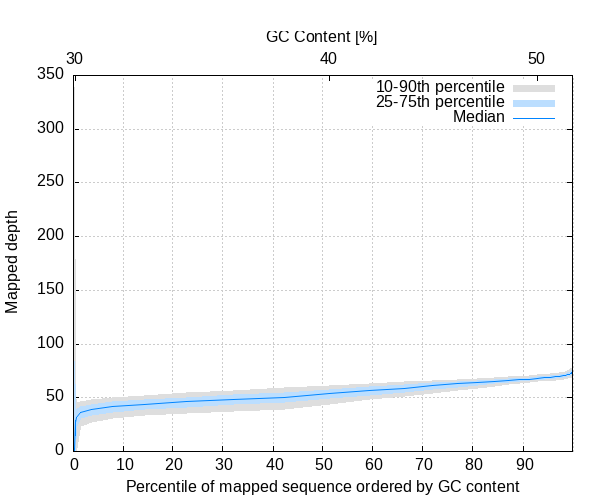 GC Content [%]
30 40 50
350
10-90th percentile
25-75th percentile
Median
300
250
200
150
100
50
0
Mapped depth
0 10 20 30 40 50 60 70 80 90
Percentile of mapped sequence ordered by GC content